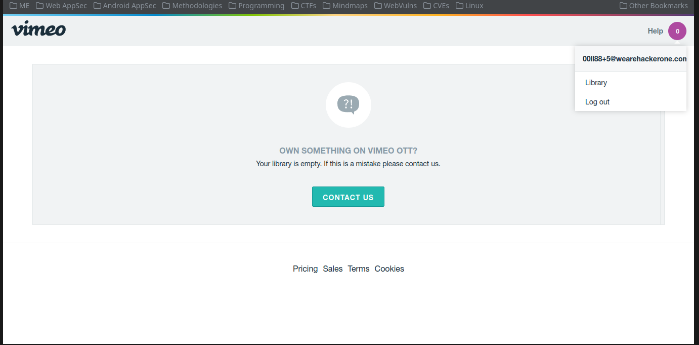 ME Web AppSec Android AppSec Methodologies Programming CTFs Mindmaps WebVulns CVEs Linux Other Bookmarks
vimeo Help 0
00ll88+5@wearehackerone.com
Library
Log out
?!
OWN SOMETHING ON VIMEO OTT?
Your library is empty. If this is a mistake please contact us.
CONTACT US
Pricing Sales Terms Cookies